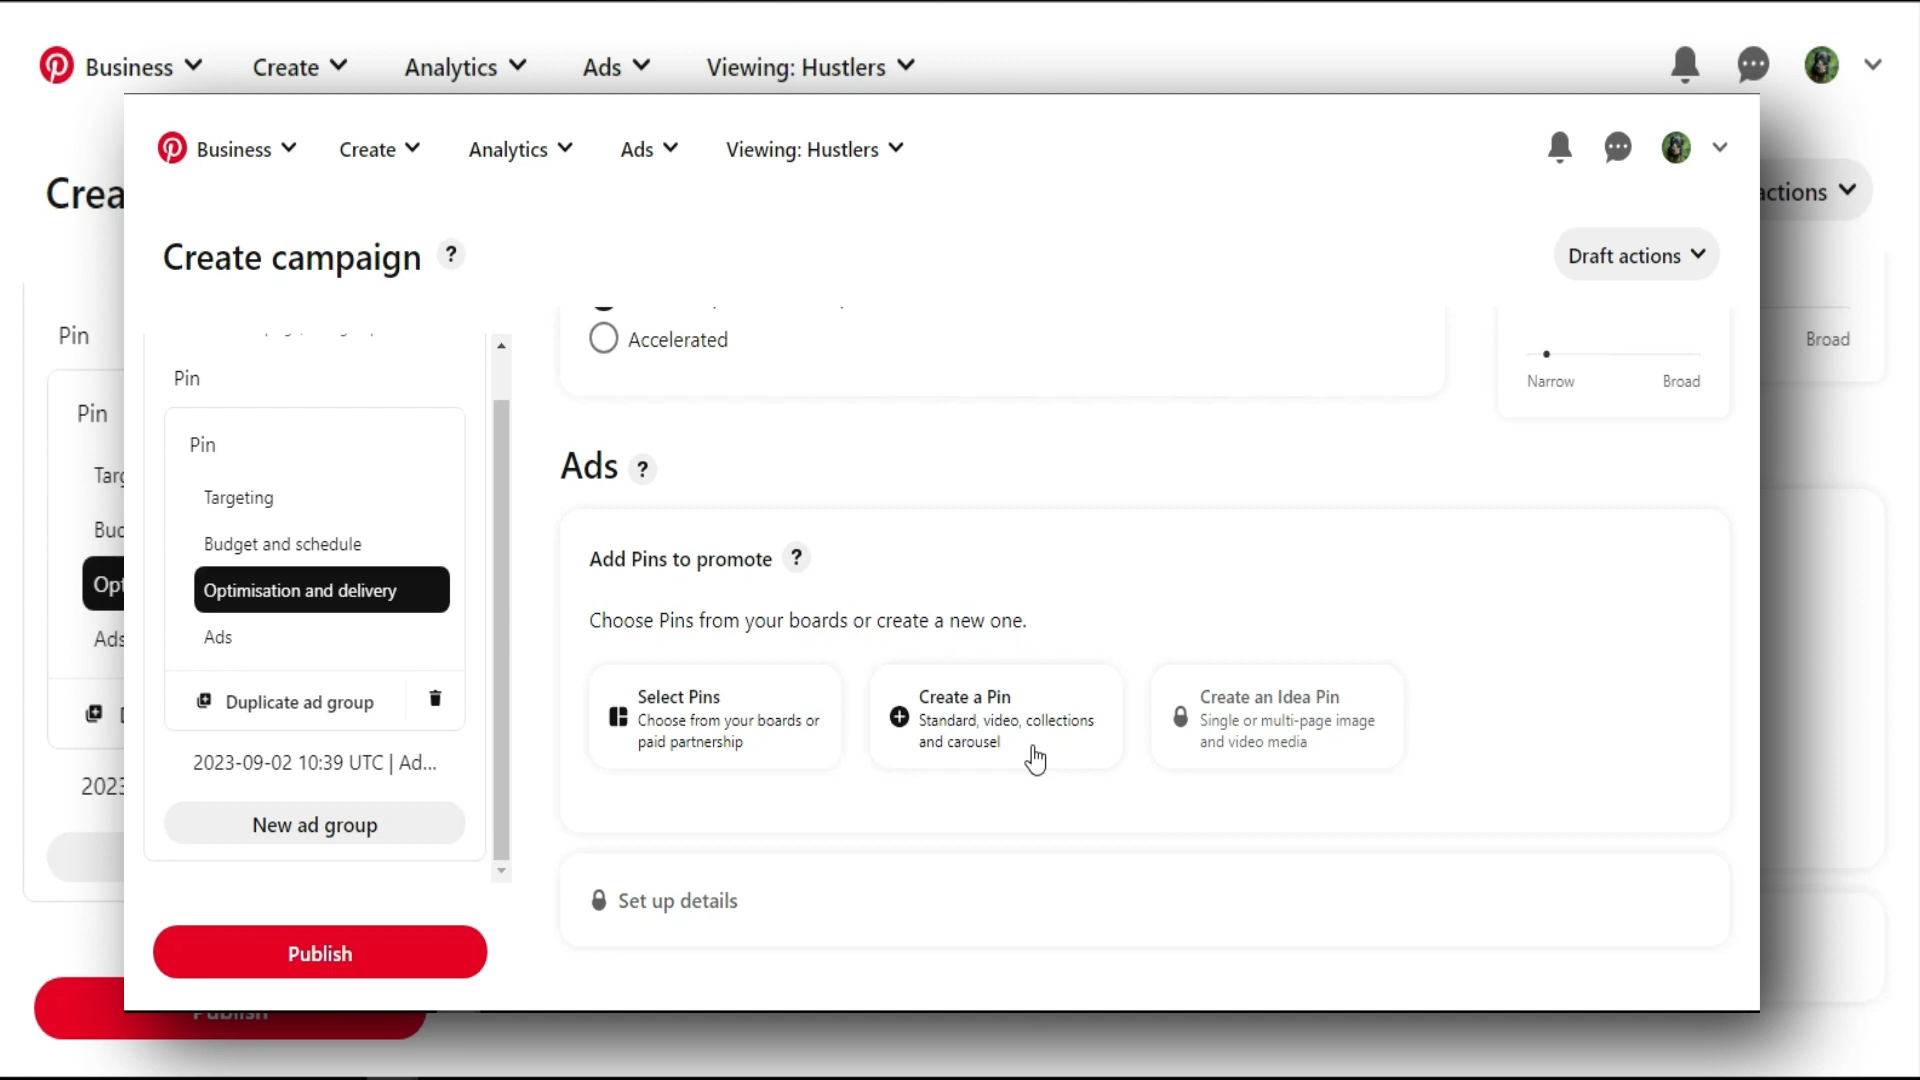 Business Create Analytics Ads Viewing: Hustlers
Business Create Analytics Ads Viewing: Hustlers
Create campaign ?
Draft actions
Accelerated
Narrow Broad
Broad
Pin
Pin
Pin
Pin
Targeting
Budget and schedule
Optimisation and delivery
Ads
Duplicate ad group
2023-09-02 10:39 UTC | Ad...
New ad group
Publish
Ads ?
Add Pins to promote ?
Choose Pins from your boards or create a new one.
Select Pins
Choose from your boards or
paid partnership
Create a Pin
Standard, video, collections
and carousel
Create an Idea Pin
Single or multi-page image
and video media
Set up details
Publish